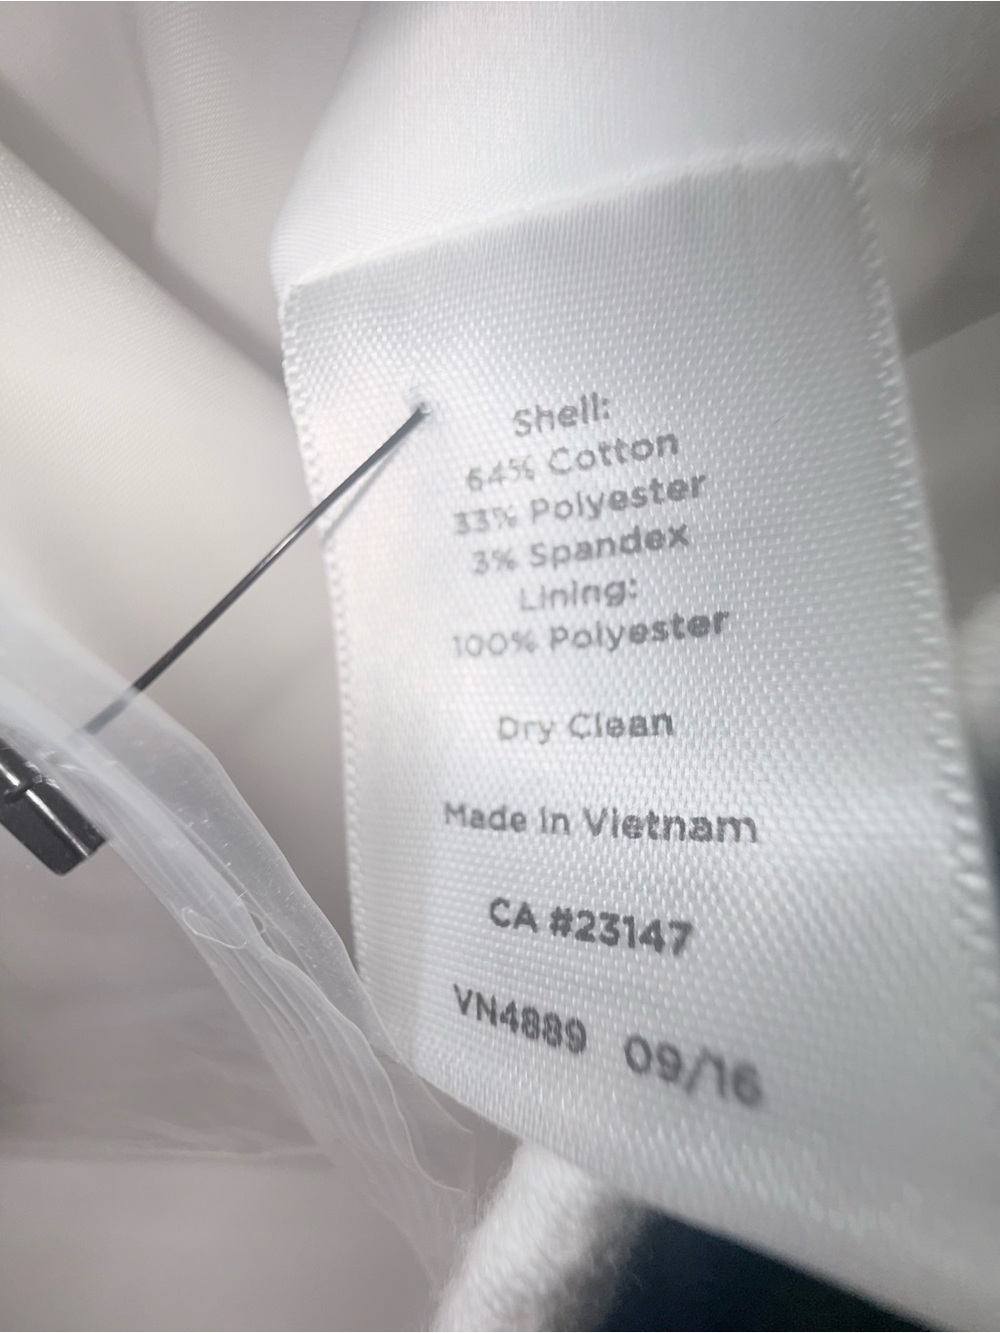 Shell:
64% Cotton
33% Polyester
3% Spandex
Lining:
100% Polyester
Dry Clean
Made in Vietnam
CA #23147
VN4889 09/16